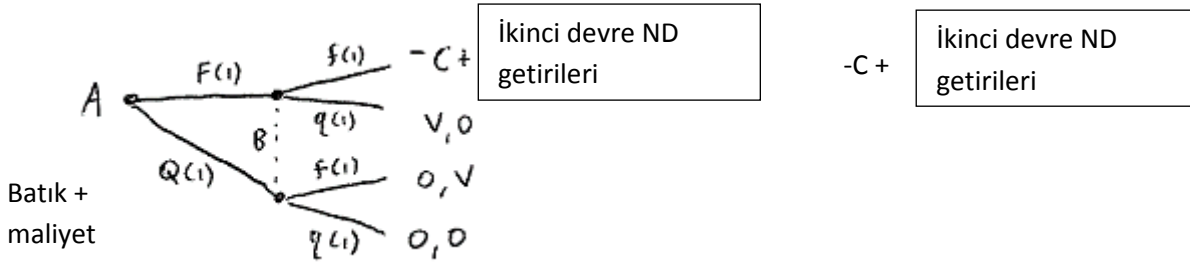 İkinci devre ND
getirileri
-C +
İkinci devre ND
getirileri
f(1)
-C+
F(1)
A
q(1)
V,0
B
Q(1)
f(1)
0,V
Batık +
maliyet
q(1)
0,0